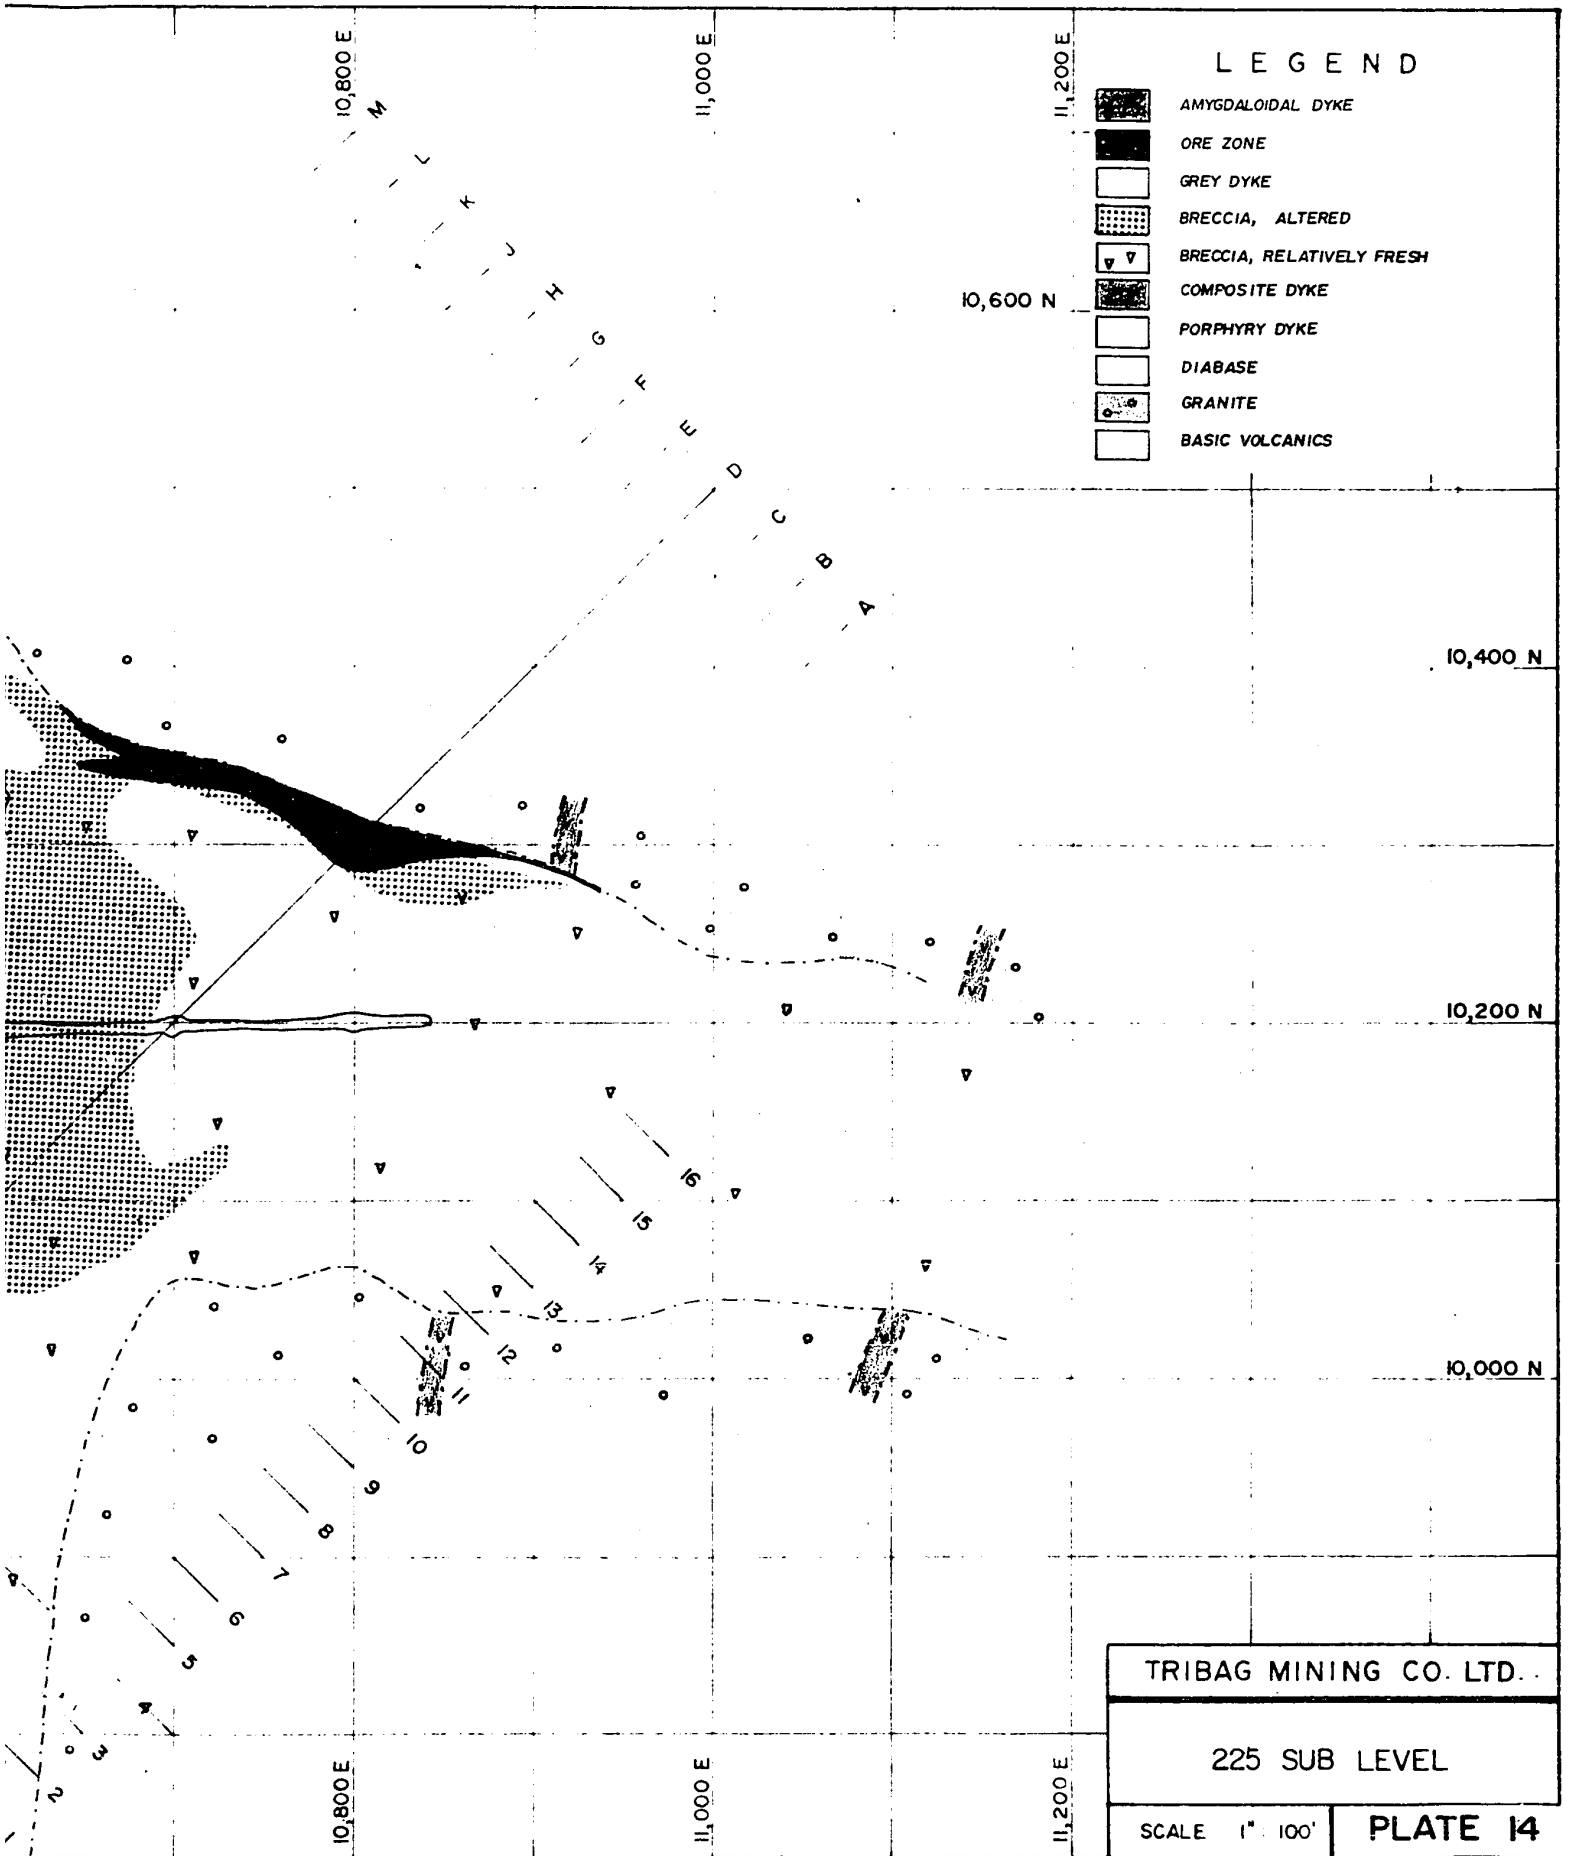 10,800 E
11,000 E
11,200 E
LEGEND
AMYGDALOIDAL DYKE
ORE ZONE
GREY DYKE
BRECCIA, ALTERED
BRECCIA, RELATIVELY FRESH
COMPOSITE DYKE
PORPHYRY DYKE
DIABASE
GRANITE
BASIC VOLCANICS
M
L
K
J
H
G
F
E
D
C
B
A
10,600 N
10,400 N
10,200 N
10,000 N
16
15
14
13
12
11
10
9
8
7
6
5
3
2
10,800 E
11,000 E
11,200 E
TRIBAG MINING CO. LTD.
225 SUB LEVEL
SCALE 1" : 100'
PLATE 14